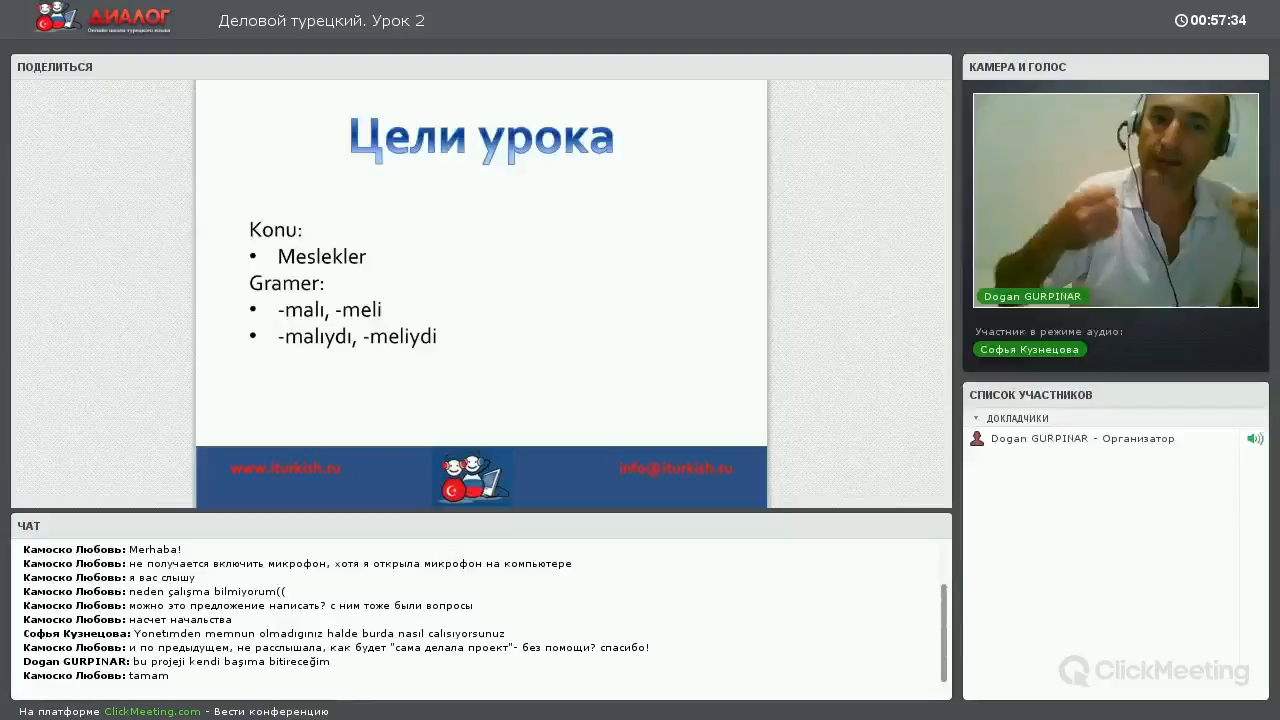 ДИАЛОГ
Онлайн школа турецкого языка
Деловой турецкий. Урок 2
00:57:34
ПОДЕЛИТЬСЯ
Цели урока
Konu:
• Meslekler
Gramer:
• -malı, -meli
• -malıydı, -meliydi
www.iturkish.ru
info@iturkish.ru
КАМЕРА И ГОЛОС
Dogan GURPINAR
Участник в режиме аудио:
Софья Кузнецова
СПИСОК УЧАСТНИКОВ
ДОКЛАДЧИКИ
Dogan GURPINAR - Организатор
ЧАТ
Камоско Любовь: Merhaba!
Камоско Любовь: не получается включить микрофон, хотя я открыла микрофон на компьютере
Камоско Любовь: я вас слышу
Камоско Любовь: neden çalışma bilmiyorum((
Камоско Любовь: можно это предложение написать? с ним тоже были вопросы
Камоско Любовь: насчет начальства
Софья Кузнецова: Yonetımden memnun olmadıgınız halde burda nasıl calısıyorsunuz
Камоско Любовь: и по предыдущем, не расслышала, как будет "сама делала проект"- без помощи? спасибо!
Dogan GURPINAR: bu projeji kendi başıma bitireceğim
Камоско Любовь: tamam
ClickMeeting
На платформе ClickMeeting.com - Вести конференцию